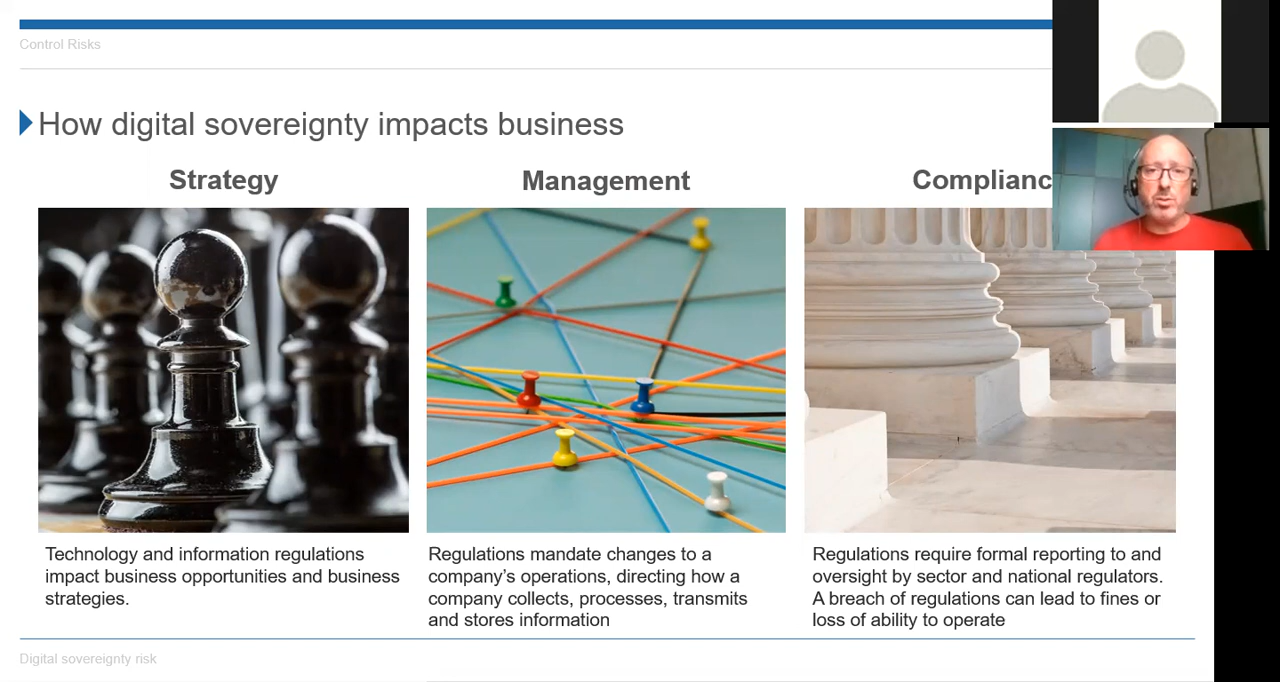 Control Risks
How digital sovereignty impacts business
Strategy
Management
Complianc
Technology and information regulations
impact business opportunities and business
strategies.
Regulations mandate changes to a
company's operations, directing how a
company collects, processes, transmits
and stores information
Regulations require formal reporting to and
oversight by sector and national regulators.
A breach of regulations can lead to fines or
loss of ability to operate
Digital sovereignty risk